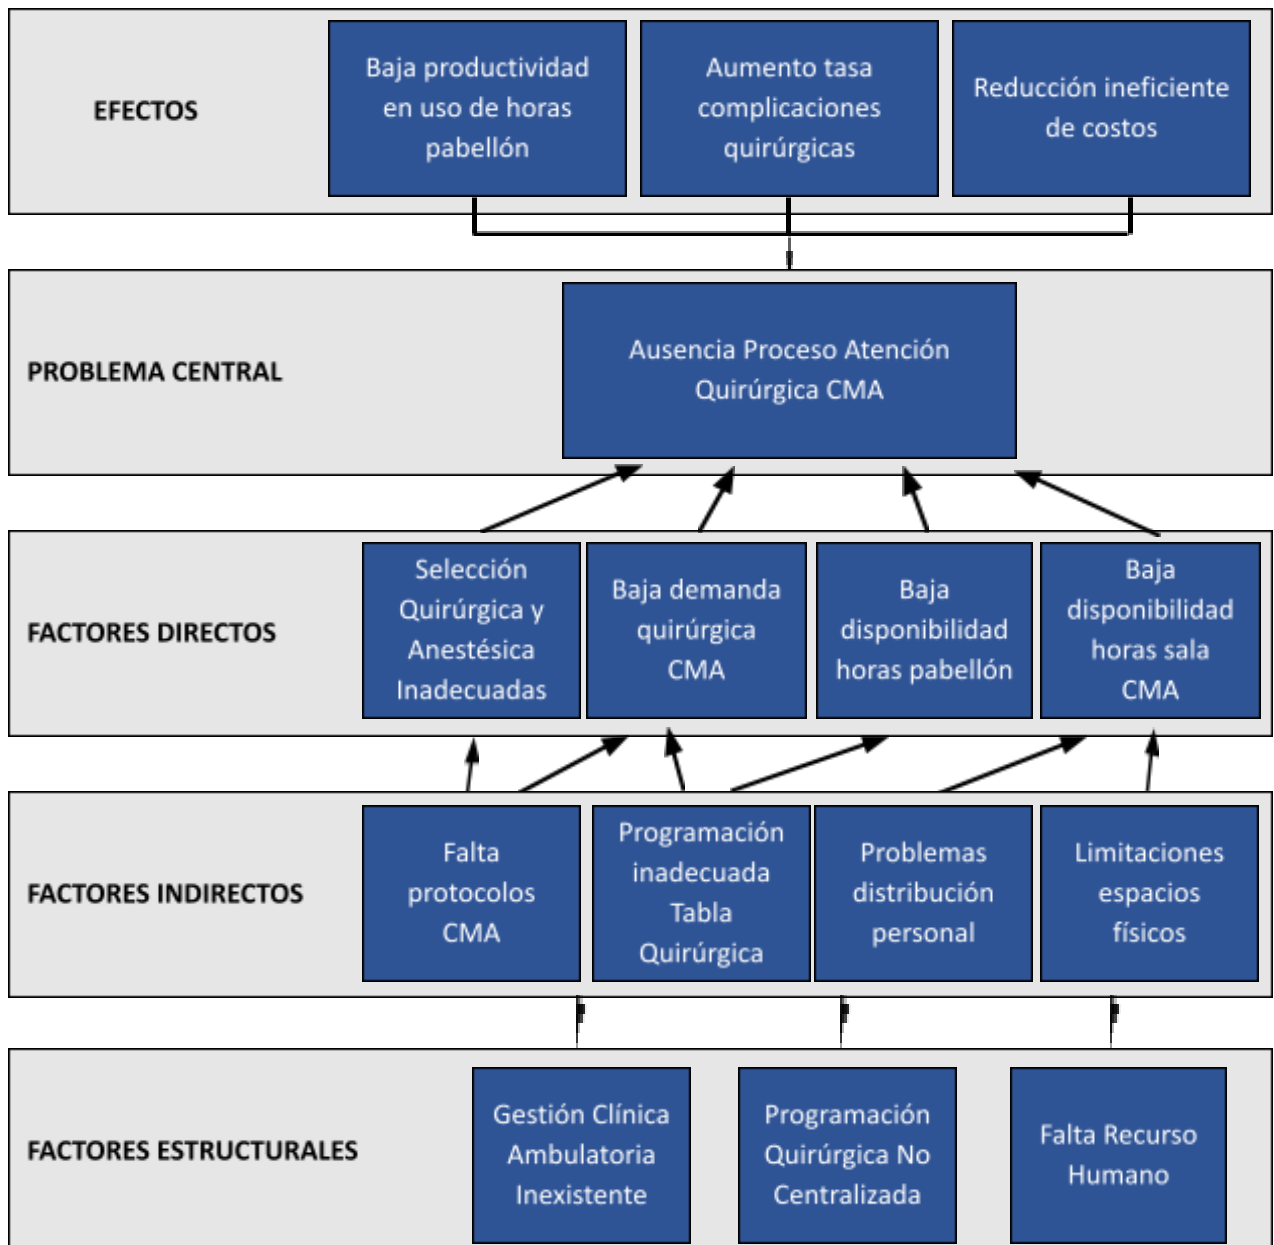 EFECTOS
Baja productividad
en uso de horas
pabellón
Aumento tasa
complicaciones
quirúrgicas
Reducción ineficiente
de costos
PROBLEMA CENTRAL
Ausencia Proceso Atención
Quirúrgica CMA
FACTORES DIRECTOS
Selección
Quirúrgica y
Anestésica
Inadecuadas
Baja demanda
quirúrgica
CMA
Baja
disponibilidad
horas pabellón
Baja
disponibilidad
horas sala
CMA
FACTORES INDIRECTOS
Falta
protocolos
CMA
Programación
inadecuada
Tabla
Quirúrgica
Problemas
distribución
personal
Limitaciones
espacios
físicos
FACTORES ESTRUCTURALES
Gestión Clínica
Ambulatoria
Inexistente
Programación
Quirúrgica No
Centralizada
Falta Recurso
Humano